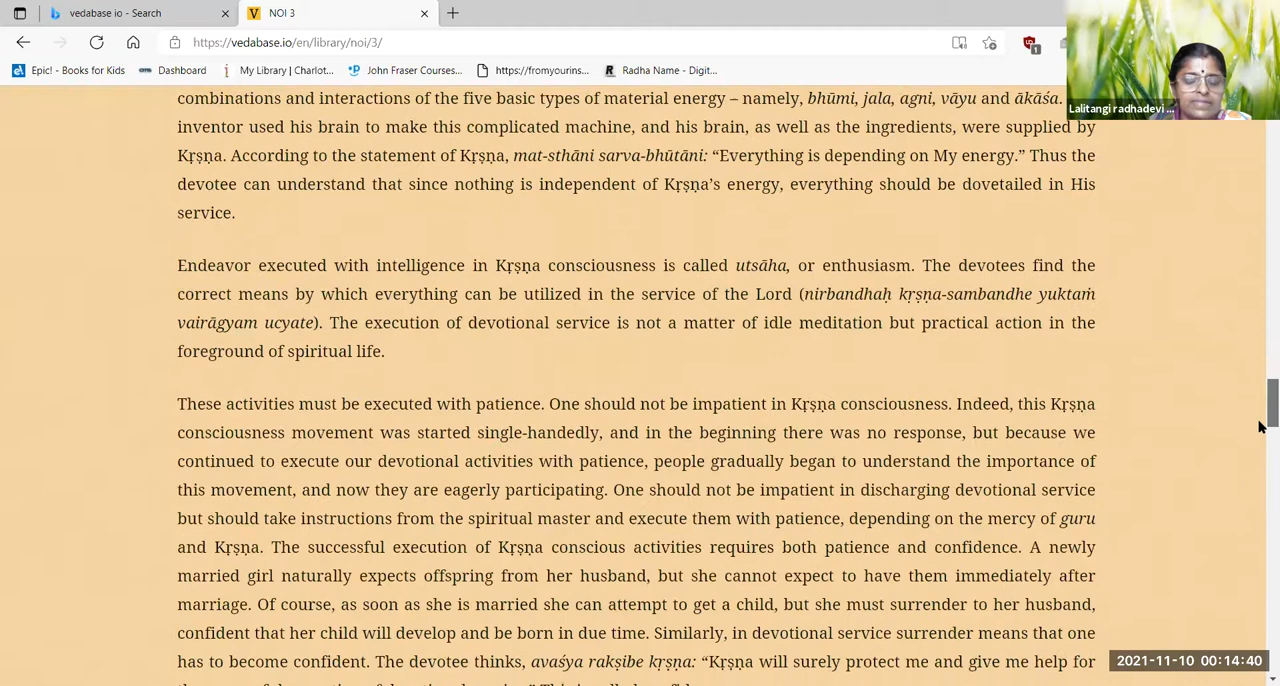 vedabase io - Search
NOI 3
https://vedabase.io/en/library/noi/3/
1
Epic! - Books for Kids
Dashboard
My Library | Charlot...
John Fraser Courses...
https://fromyourins...
Radha Name - Digit...
Lalitangi radhadevi ...
combinations and interactions of the five basic types of material energy – namely, bhūmi, jala, agni, vāyu and ākāśa.
inventor used his brain to make this complicated machine, and his brain, as well as the ingredients, were supplied by
Kṛṣṇa. According to the statement of Kṛṣṇa, mat-sthāni sarva-bhūtāni: “Everything is depending on My energy.” Thus the
devotee can understand that since nothing is independent of Kṛṣṇa’s energy, everything should be dovetailed in His
service.
Endeavor executed with intelligence in Kṛṣṇa consciousness is called utsāha, or enthusiasm. The devotees find the
correct means by which everything can be utilized in the service of the Lord (nirbandhaḥ kṛṣṇa-sambandhe yuktaṁ
vairāgyam ucyate). The execution of devotional service is not a matter of idle meditation but practical action in the
foreground of spiritual life.
These activities must be executed with patience. One should not be impatient in Kṛṣṇa consciousness. Indeed, this Kṛṣṇa
consciousness movement was started single-handedly, and in the beginning there was no response, but because we
continued to execute our devotional activities with patience, people gradually began to understand the importance of
this movement, and now they are eagerly participating. One should not be impatient in discharging devotional service
but should take instructions from the spiritual master and execute them with patience, depending on the mercy of guru
and Kṛṣṇa. The successful execution of Kṛṣṇa conscious activities requires both patience and confidence. A newly
married girl naturally expects offspring from her husband, but she cannot expect to have them immediately after
marriage. Of course, as soon as she is married she can attempt to get a child, but she must surrender to her husband,
confident that her child will develop and be born in due time. Similarly, in devotional service surrender means that one
has to become confident. The devotee thinks, avaśya rakṣibe kṛṣṇa: “Kṛṣṇa will surely protect me and give me help for
2021-11-10 00:14:40